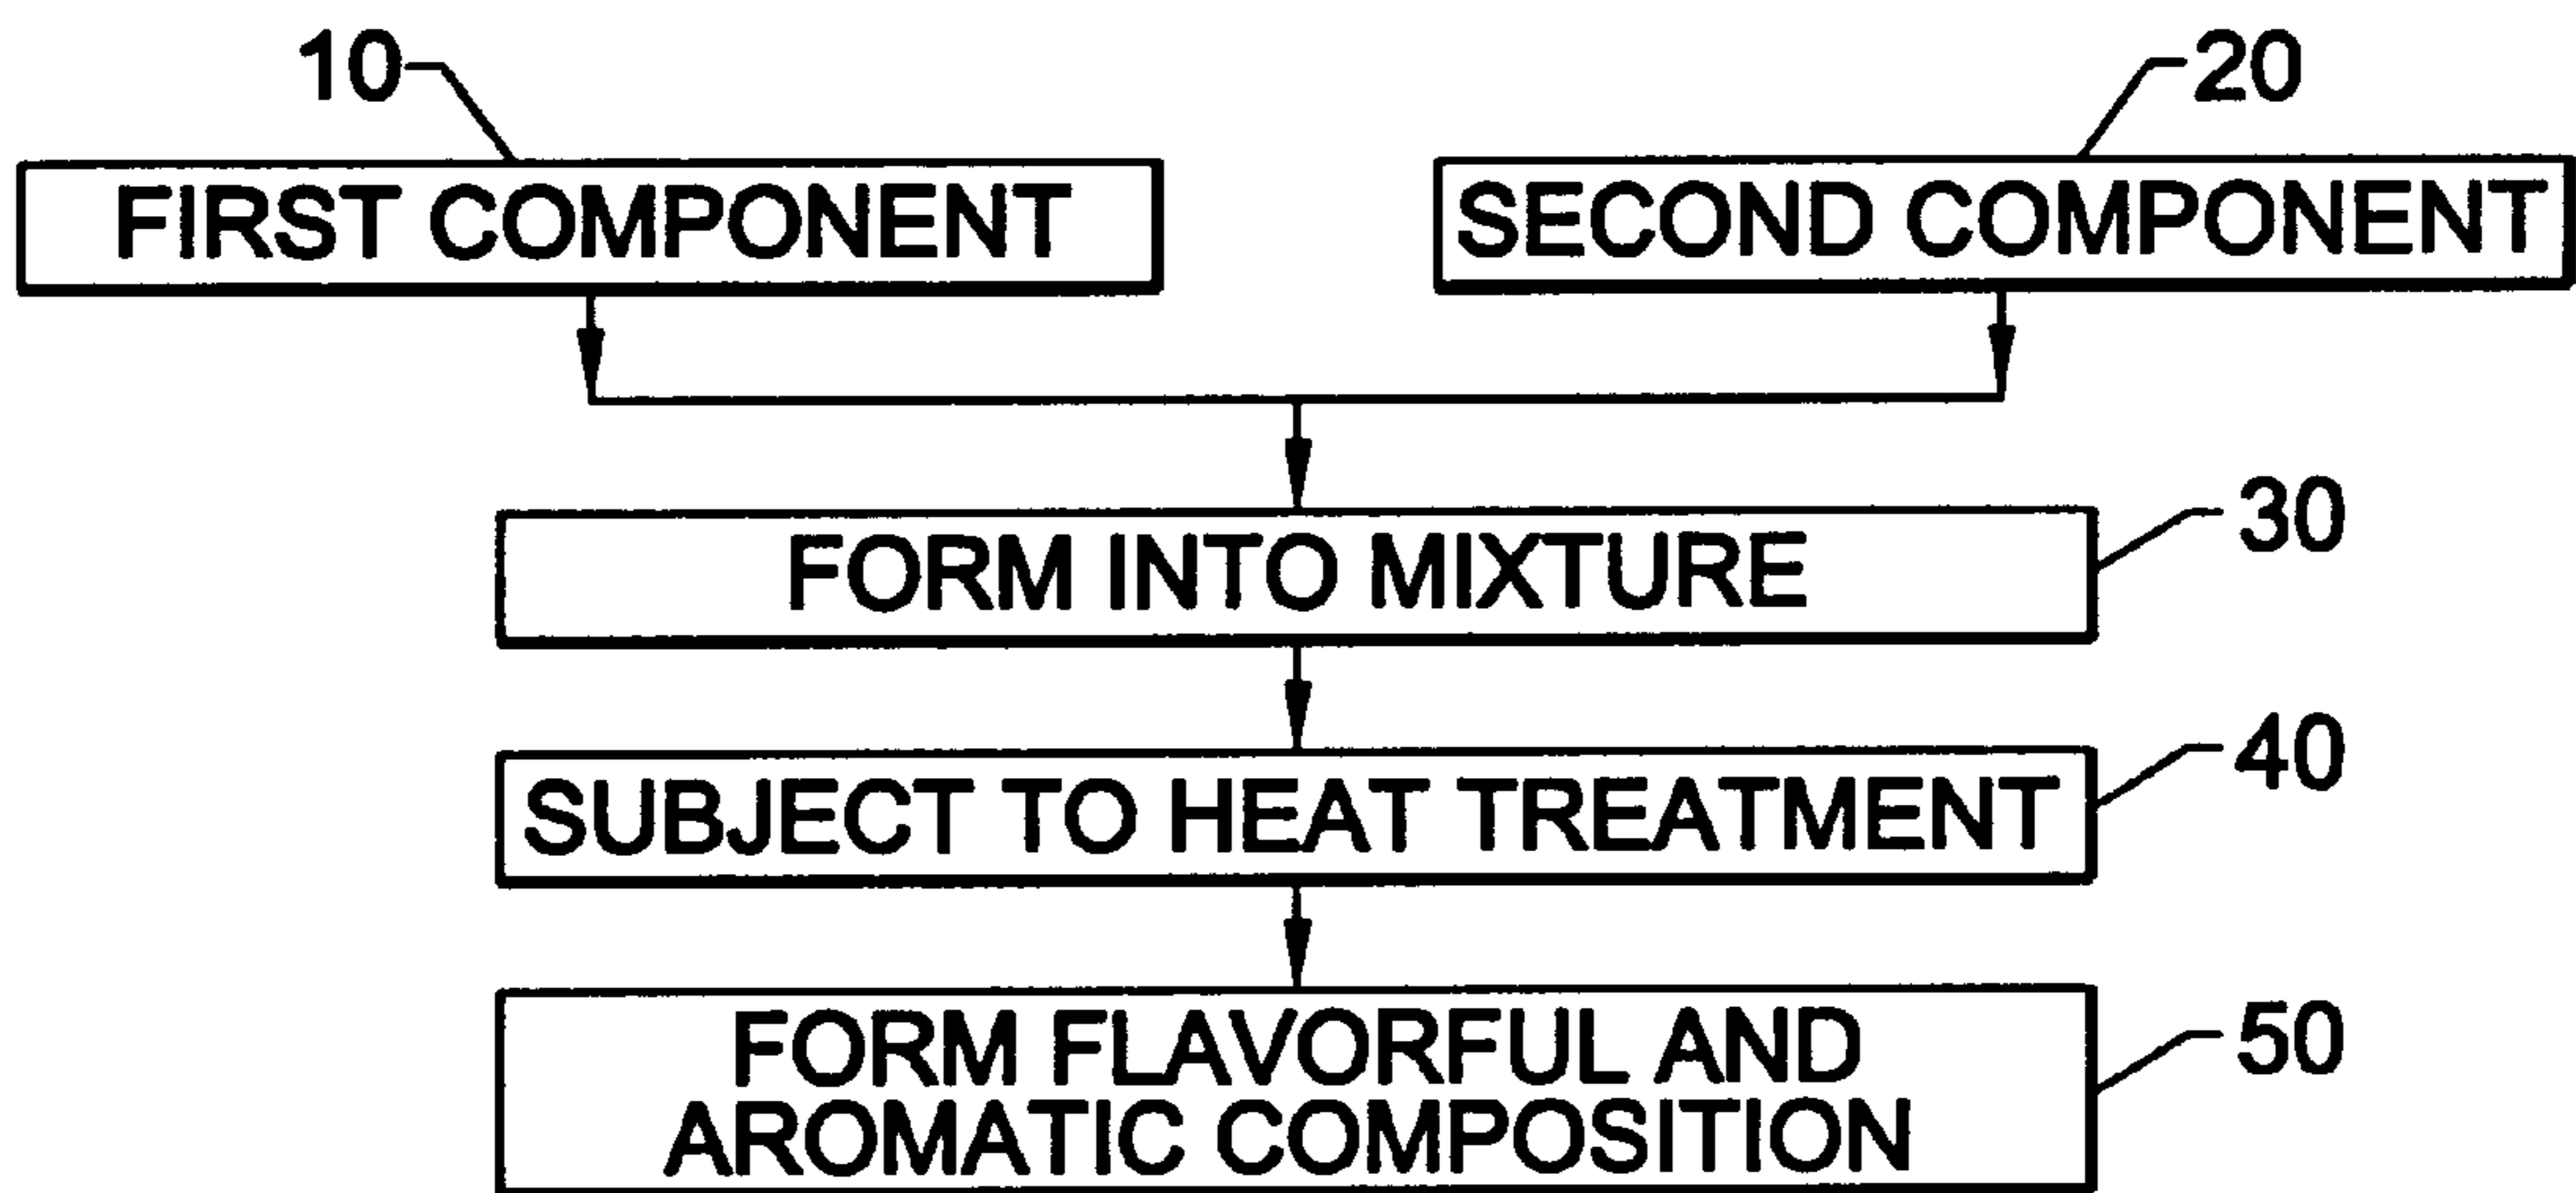 10
20
FIRST COMPONENT
SECOND COMPONENT
FORM INTO MIXTURE
30
SUBJECT TO HEAT TREATMENT
40
FORM FLAVORFUL AND
AROMATIC COMPOSITION
50